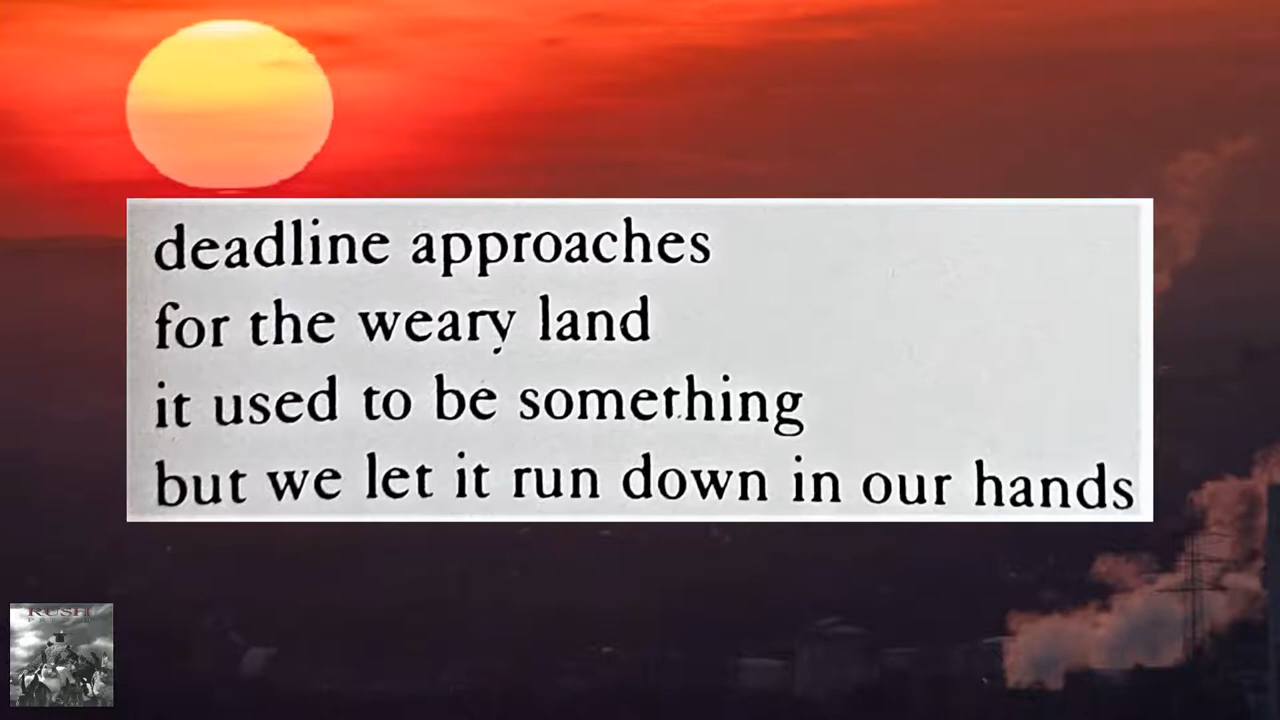 deadline approaches
for the weary land
it used to be something
but we let it run down in our hands
RUSH